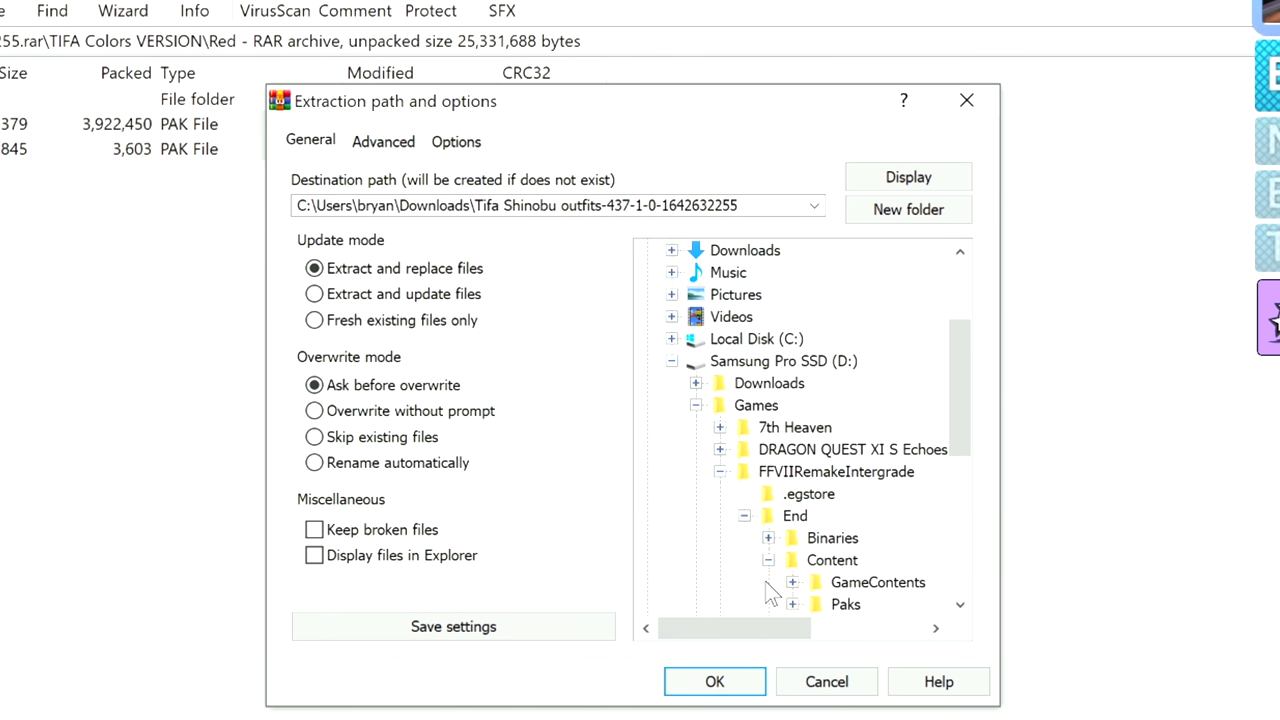 Find Wizard Info VirusScan Comment Protect SFX
55.rar\TIFA Colors VERSION\Red - RAR archive, unpacked size 25,331,688 bytes
Size Packed Type Modified CRC32
File folder
379 3,922,450 PAK File
845 3,603 PAK File
Extraction path and options
?
General Advanced Options
Destination path (will be created if does not exist)
C:\Users\bryan\Downloads\Tifa Shinobu outfits-437-1-0-1642632255
Display
New folder
Update mode
Extract and replace files
Extract and update files
Fresh existing files only
Overwrite mode
Ask before overwrite
Overwrite without prompt
Skip existing files
Rename automatically
Miscellaneous
Keep broken files
Display files in Explorer
Save settings
Downloads
Music
Pictures
Videos
Local Disk (C:)
Samsung Pro SSD (D:)
Downloads
Games
7th Heaven
DRAGON QUEST XI S Echoes
FFVIIRemakeIntergrade
.egstore
End
Binaries
Content
GameContents
Paks
OK Cancel Help